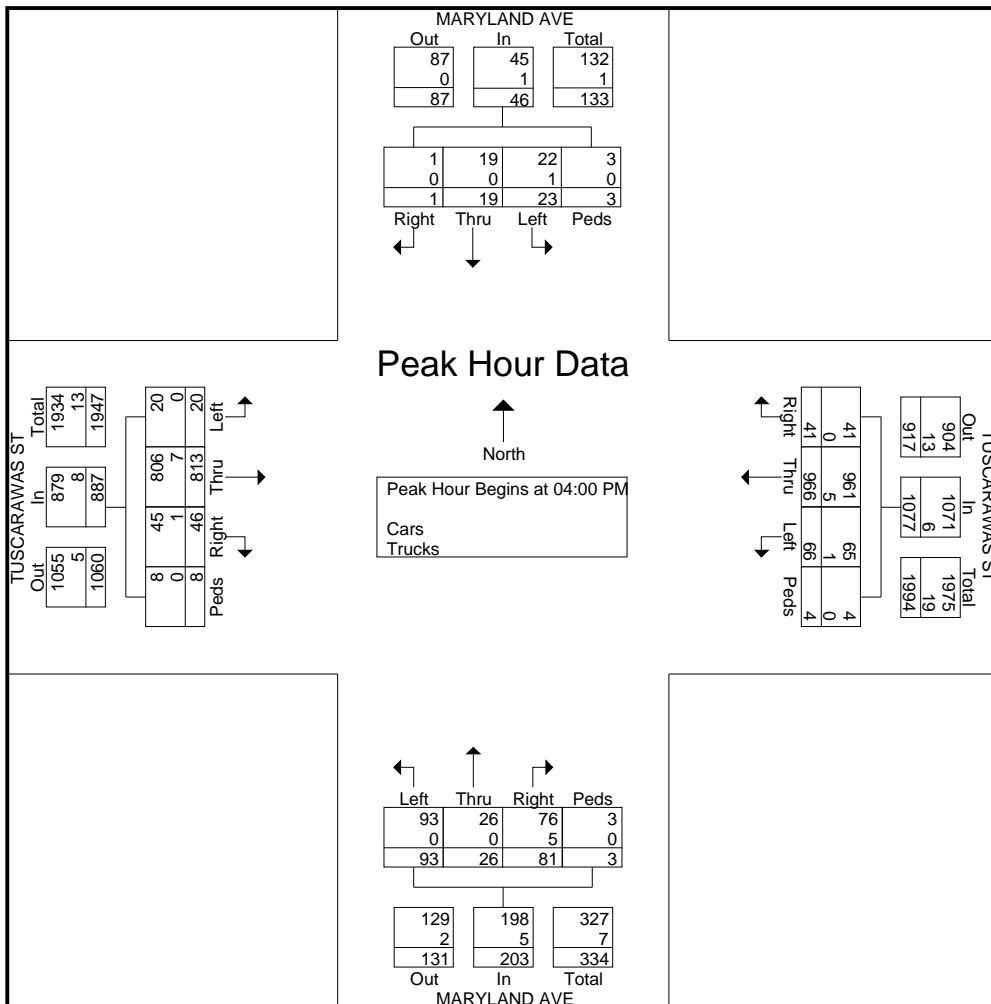 MARYLAND AVE
Out In Total
87 45 132
0 1 1
87 46 133
1 19 22 3
0 0 1 0
1 19 23 3
Right Thru Left Peds
Peak Hour Data
North
Peak Hour Begins at 04:00 PM
Cars
Trucks
TUSCARAWAS ST
Out In Total
1055 879 1934
5 8 13
1060 887 1947
8 45 806 20
0 1 7 0
8 46 813 20
Peds Right Thru Left
TUSCARAWAS ST
Out In Total
904 1071 1975
13 6 19
917 1077 1994
41 961 65 4
0 5 1 0
41 966 66 4
Right Thru Left Peds
Left Thru Right Peds
93 26 76 3
0 0 5 0
93 26 81 3
129 198 327
2 5 7
131 203 334
Out In Total
MARYLAND AVE